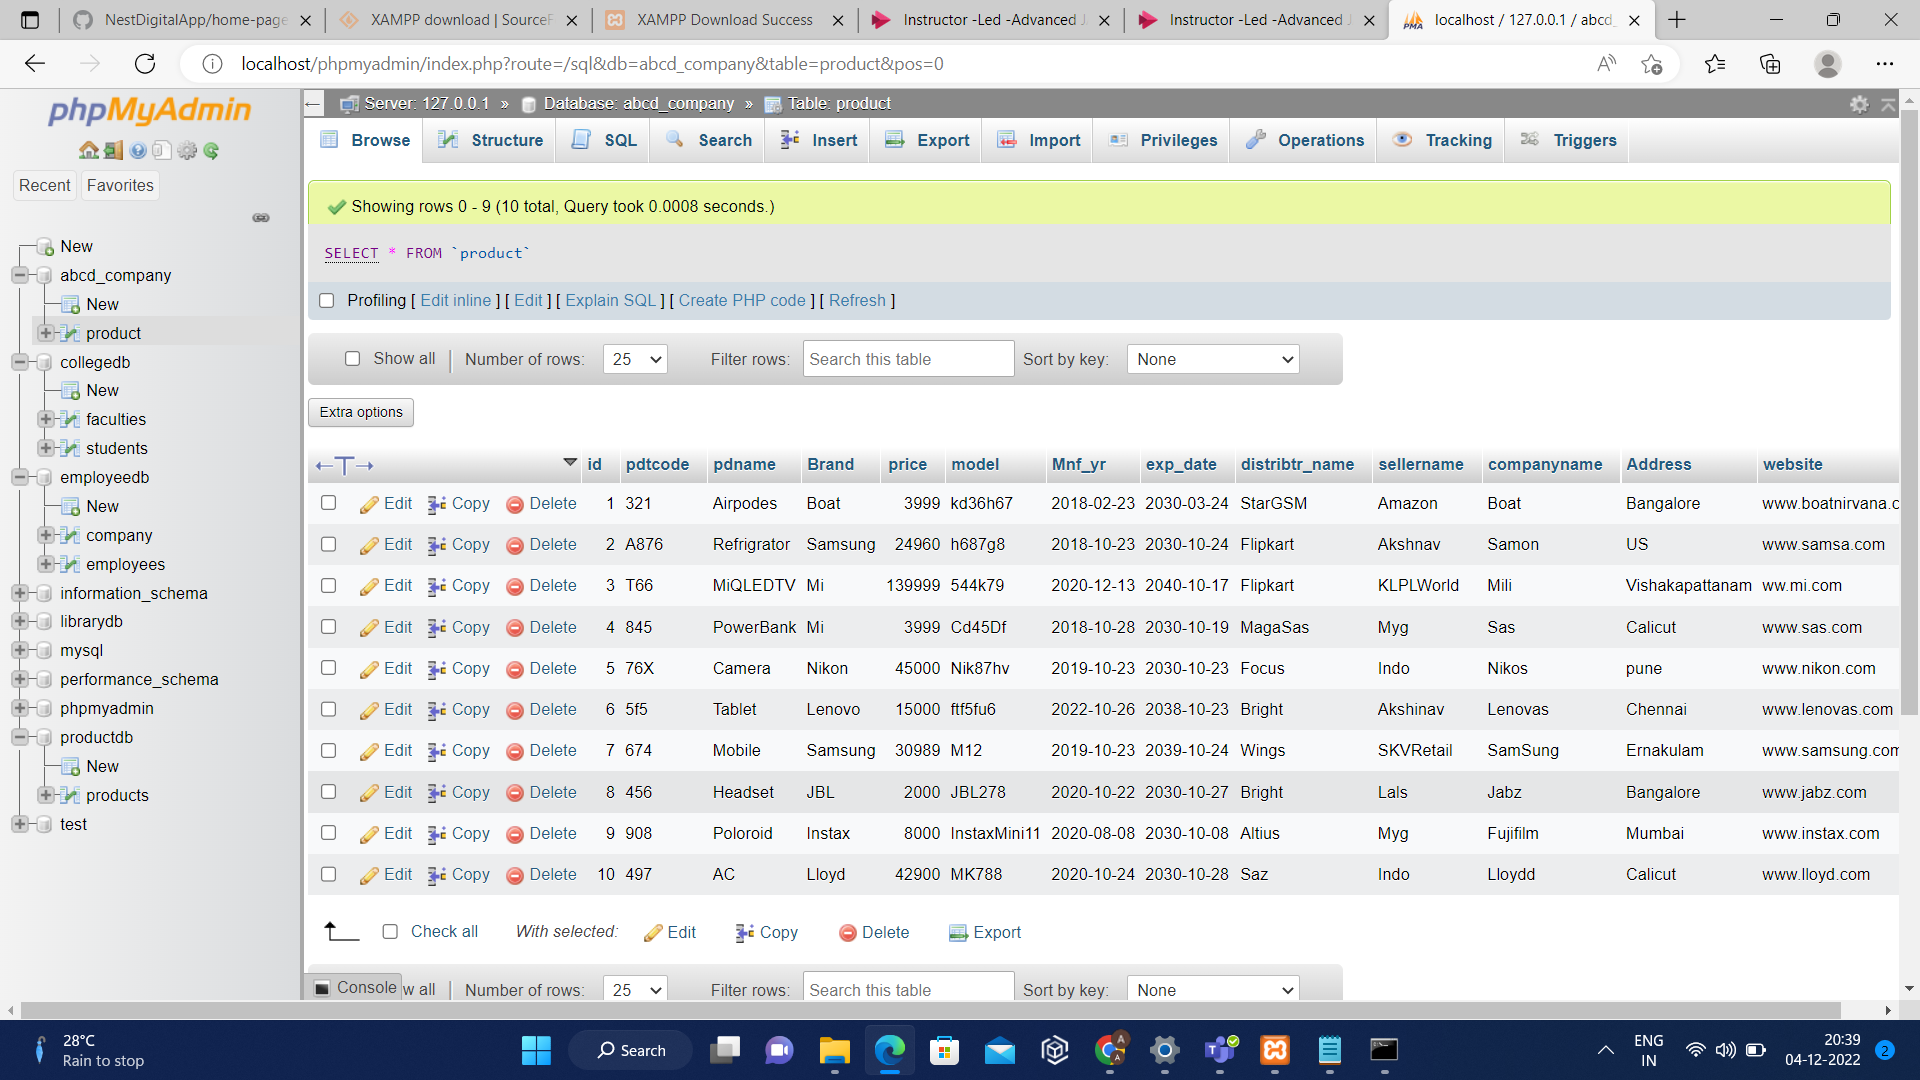 NestDigitalApp/home-page
XAMPP download | SourceF
XAMPP Download Success
Instructor -Led -Advanced J
Instructor -Led -Advanced J
localhost / 127.0.0.1 / abcd_
localhost/phpmyadmin/index.php?route=/sql&db=abcd_company&table=product&pos=0
phpMyAdmin
Recent Favorites
New
abcd_company
New
product
collegedb
New
faculties
students
employeedb
New
company
employees
information_schema
librarydb
mysql
performance_schema
phpmyadmin
productdb
New
products
test
Server: 127.0.0.1 » Database: abcd_company » Table: product
Browse Structure SQL Search Insert Export Import Privileges Operations Tracking Triggers
Showing rows 0 - 9 (10 total, Query took 0.0008 seconds.)
SELECT * FROM `product`
Profiling [ Edit inline ] [ Edit ] [ Explain SQL ] [ Create PHP code ] [ Refresh ]
Show all | Number of rows: 25 Filter rows: Search this table Sort by key: None
Extra options
←T→ id pdtcode pdname Brand price model Mnf_yr exp_date distribtr_name sellername companyname Address website
Edit Copy Delete 1 321 Airpodes Boat 3999 kd36h67 2018-02-23 2030-03-24 StarGSM Amazon Boat Bangalore www.boatnirvana.c
Edit Copy Delete 2 A876 Refrigrator Samsung 24960 h687g8 2018-10-23 2030-10-24 Flipkart Akshnav Samon US www.samsa.com
Edit Copy Delete 3 T66 MiQLEDTV Mi 139999 544k79 2020-12-13 2040-10-17 Flipkart KLPLWorld Mili Vishakapattanam ww.mi.com
Edit Copy Delete 4 845 PowerBank Mi 3999 Cd45Df 2018-10-28 2030-10-19 MagaSas Myg Sas Calicut www.sas.com
Edit Copy Delete 5 76X Camera Nikon 45000 Nik87hv 2019-10-23 2030-10-23 Focus Indo Nikos pune www.nikon.com
Edit Copy Delete 6 5f5 Tablet Lenovo 15000 ftf5fu6 2022-10-26 2038-10-23 Bright Akshinav Lenovas Chennai www.lenovas.com
Edit Copy Delete 7 674 Mobile Samsung 30989 M12 2019-10-23 2039-10-24 Wings SKVRetail SamSung Ernakulam www.samsung.com
Edit Copy Delete 8 456 Headset JBL 2000 JBL278 2020-10-22 2030-10-27 Bright Lals Jabz Bangalore www.jabz.com
Edit Copy Delete 9 908 Poloroid Instax 8000 InstaxMini11 2020-08-08 2030-10-08 Altius Myg Fujifilm Mumbai www.instax.com
Edit Copy Delete 10 497 AC Lloyd 42900 MK788 2020-10-24 2030-10-28 Saz Indo Lloydd Calicut www.lloyd.com
Check all With selected: Edit Copy Delete Export
Console w all | Number of rows: 25 Filter rows: Search this table Sort by key: None
28°C
Rain to stop
Search
ENG
IN
20:39
04-12-2022
2